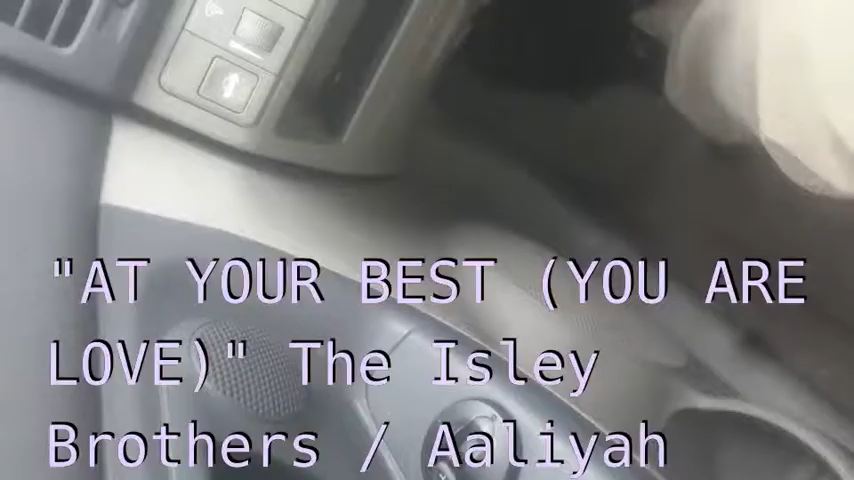 "AT YOUR BEST (YOU ARE
LOVE)" The Isley
Brothers / Aaliyah